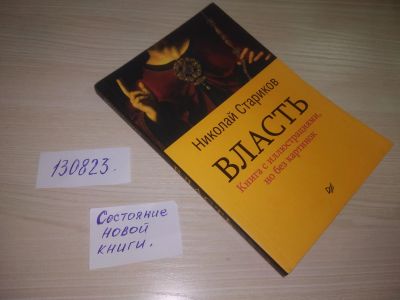 Николай Стариков
ВЛАСТЬ
Книга с иллюстрациями,
но без картинок
130823.
Состояние
новой
книги.